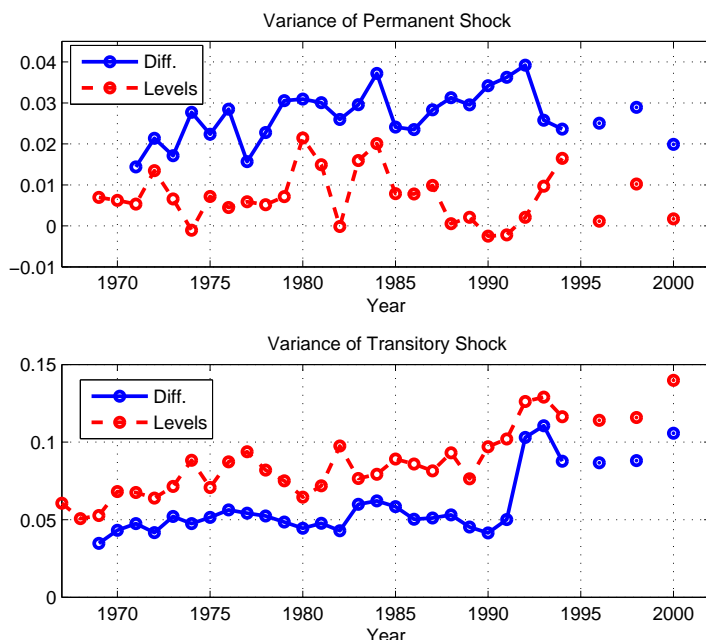 Variance of Permanent Shock
0.04
0.03
0.02
0.01
0
−0.01
Diff.
Levels
1970 1975 1980 1985 1990 1995 2000
Year
Variance of Transitory Shock
0.15
0.1
0.05
0
Diff.
Levels
1970 1975 1980 1985 1990 1995 2000
Year